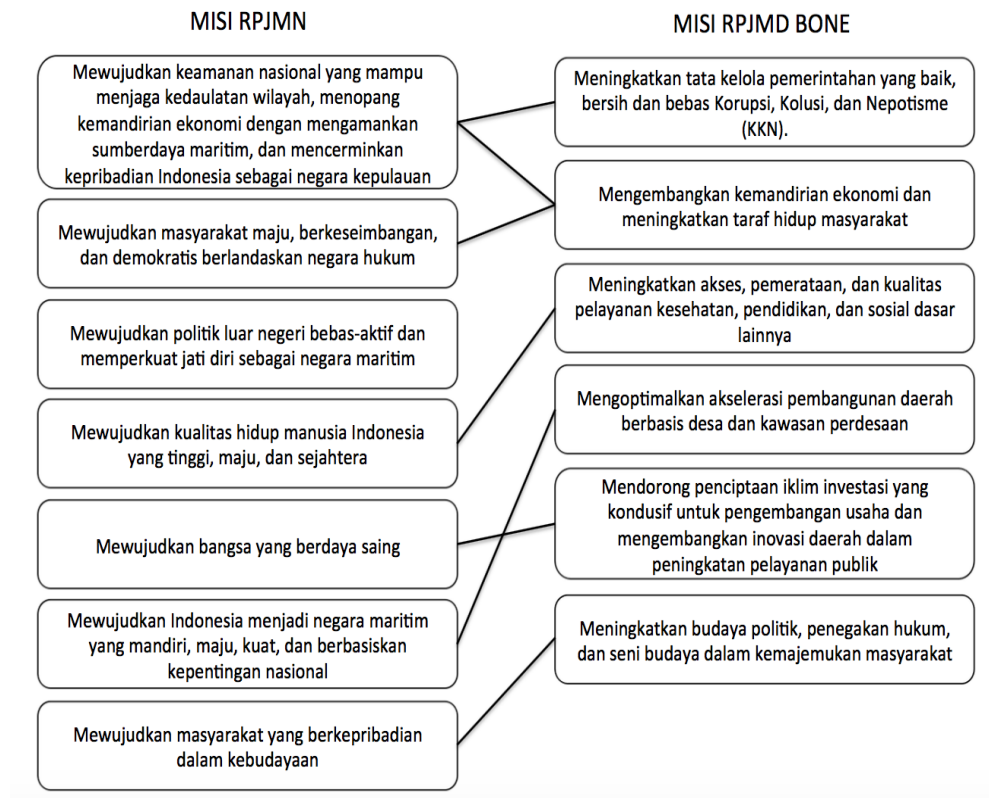 MISI RPJMN
Mewujudkan keamanan nasional yang mampu
menjaga kedaulatan wilayah, menopang
kemandirian ekonomi dengan mengamankan
sumberdaya maritim, dan mencerminkan
kepribadian Indonesia sebagai negara kepulauan
Mewujudkan masyarakat maju, berkeseimbangan,
dan demokratis berlandaskan negara hukum
Mewujudkan politik luar negeri bebas-aktif dan
memperkuat jati diri sebagai negara maritim
Mewujudkan kualitas hidup manusia Indonesia
yang tinggi, maju, dan sejahtera
Mewujudkan bangsa yang berdaya saing
Mewujudkan Indonesia menjadi negara maritim
yang mandiri, maju, kuat, dan berbasiskan
kepentingan nasional
Mewujudkan masyarakat yang berkepribadian
dalam kebudayaan
MISI RPJMD BONE
Meningkatkan tata kelola pemerintahan yang baik,
bersih dan bebas Korupsi, Kolusi, dan Nepotisme
(KKN).
Mengembangkan kemandirian ekonomi dan
meningkatkan taraf hidup masyarakat
Meningkatkan akses, pemerataan, dan kualitas
pelayanan kesehatan, pendidikan, dan sosial dasar
lainnya
Mengoptimalkan akselerasi pembangunan daerah
berbasis desa dan kawasan perdesaan
Mendorong penciptaan iklim investasi yang
kondusif untuk pengembangan usaha dan
mengembangkan inovasi daerah dalam
peningkatan pelayanan publik
Meningkatkan budaya politik, penegakan hukum,
dan seni budaya dalam kemajemukan masyarakat